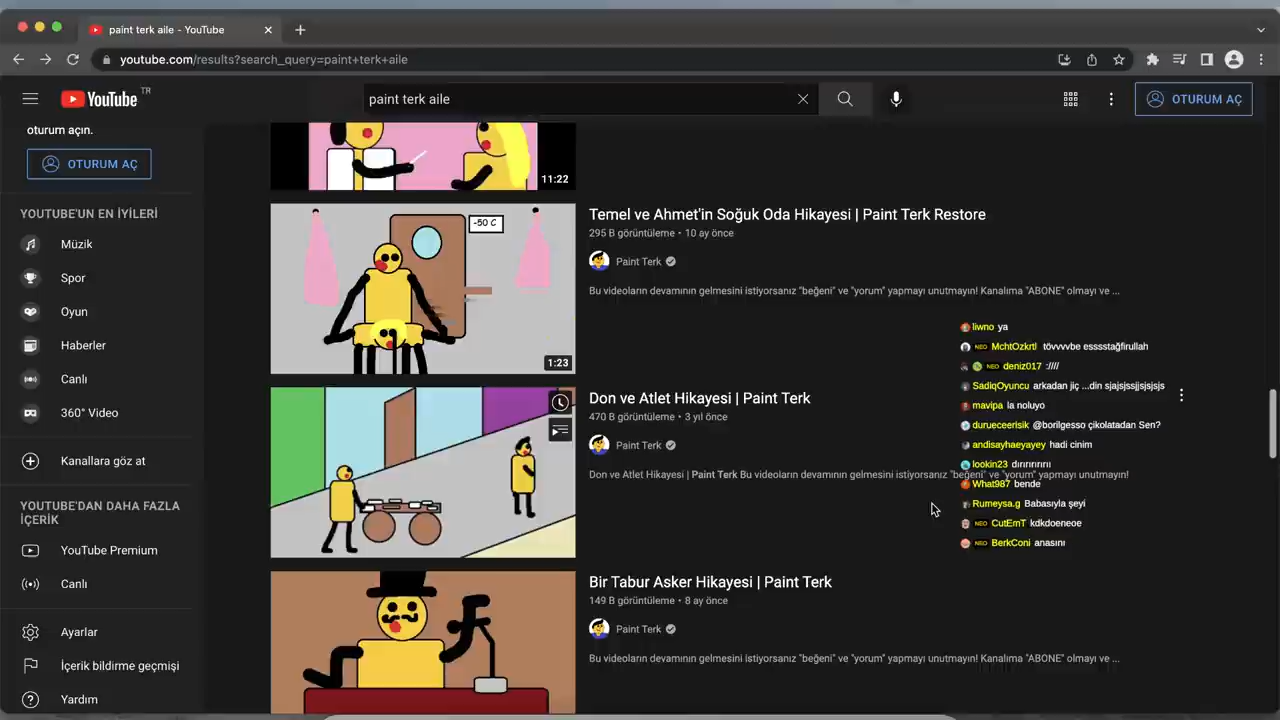 paint terk aile - YouTube
youtube.com/results?search_query=paint+terk+aile
YouTube TR
paint terk aile
OTURUM AÇ
oturum açın.
OTURUM AÇ
YOUTUBE'UN EN İYİLERİ
Müzik
Spor
Oyun
Haberler
Canlı
360° Video
Kanallara göz at
YOUTUBE'DAN DAHA FAZLA
İÇERİK
YouTube Premium
Canlı
Ayarlar
İçerik bildirme geçmişi
Yardım
11:22
-50 C
1:23
Temel ve Ahmet'in Soğuk Oda Hikayesi | Paint Terk Restore
295 B görüntüleme • 10 ay önce
Paint Terk
Bu videoların devamının gelmesini istiyorsanız "beğeni" ve "yorum" yapmayı unutmayın! Kanalıma "ABONE" olmayı ve ...
Don ve Atlet Hikayesi | Paint Terk
470 B görüntüleme • 3 yıl önce
Paint Terk
Don ve Atlet Hikayesi | Paint Terk Bu videoların devamının gelmesini istiyorsanız "beğeni" ve "yorum" yapmayı unutmayın!
Bir Tabur Asker Hikayesi | Paint Terk
149 B görüntüleme • 8 ay önce
Paint Terk
Bu videoların devamının gelmesini istiyorsanız "beğeni" ve "yorum" yapmayı unutmayın! Kanalıma "ABONE" olmayı ve ...
liwno ya
NEO MchtOzkrtl tövvvvbe esssstağfirullah
NEO deniz017 :////
SadiqOyuncu arkadan jiç ...din sjajsjssjjsjsjsjs
mavipa la noluyo
durueceerisik @borilgesso çikolatadan Sen?
andisayhaeyayey hadi cinim
lookin23
What987 bende
Rumeysa.g Babasıyla şeyi
NEO CutEmT kdkdoeneoe
NEO BerkConi anasını